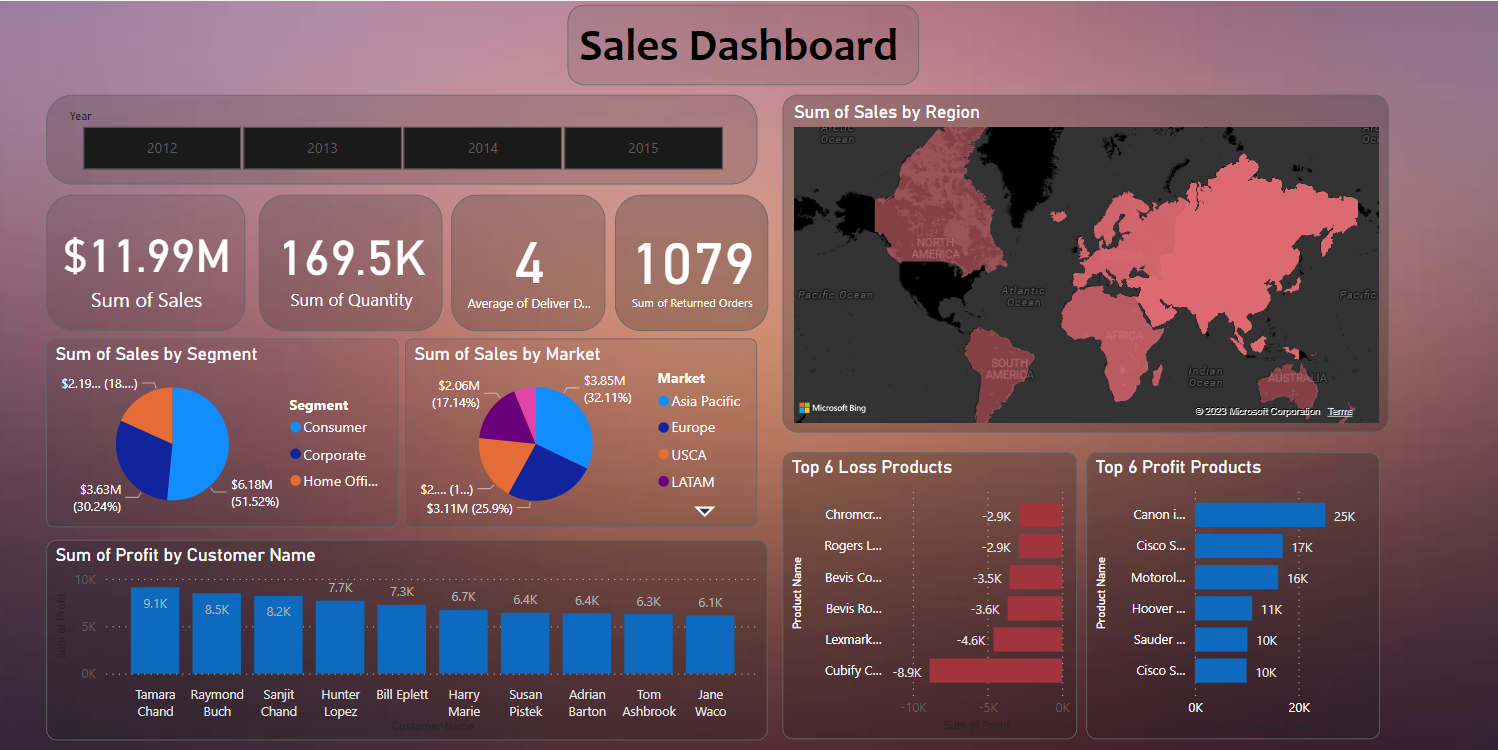 Sales Dashboard
Year
2012
2013
2014
2015
$11.99M
Sum of Sales
169.5K
Sum of Quantity
4
Average of Deliver D...
1079
Sum of Returned Orders
Sum of Sales by Region
Arctic
Ocean
NORTH
AMERICA
Pacific Ocean
Atlantic
Ocean
Pacific
AFRICA
SOUTH
AMERICA
Indian
Ocean
AUSTRALIA
Microsoft Bing
© 2023 Microsoft Corporation Terms
Sum of Sales by Segment
$2.19... (18....)
$3.63M
(30.24%)
$6.18M
(51.52%)
Segment
Consumer
Corporate
Home Offi...
Sum of Sales by Market
$2.06M
(17.14%)
$3.85M
(32.11%)
$2.... (1...)
$3.11M (25.9%)
Market
Asia Pacific
Europe
USCA
LATAM
Top 6 Loss Products
Product Name
Chromcr...
-2.9K
Rogers L...
-2.9K
Bevis Co...
-3.5K
Bevis Ro...
-3.6K
Lexmark...
-4.6K
Cubify C...
-8.9K
-10K
-5K
0K
Sum of Profit
Top 6 Profit Products
Product Name
Canon i...
25K
Cisco S...
17K
Motorol...
16K
Hoover ...
11K
Sauder ...
10K
Cisco S...
10K
0K
20K
Sum of Profit by Customer Name
Sum of Profit
10K
5K
0K
9.1K
8.5K
8.2K
7.7K
7.3K
6.7K
6.4K
6.4K
6.3K
6.1K
Tamara
Chand
Raymond
Buch
Sanjit
Chand
Hunter
Lopez
Bill Eplett
Harry
Marie
Susan
Pistek
Adrian
Barton
Tom
Ashbrook
Jane
Waco
Customer Name